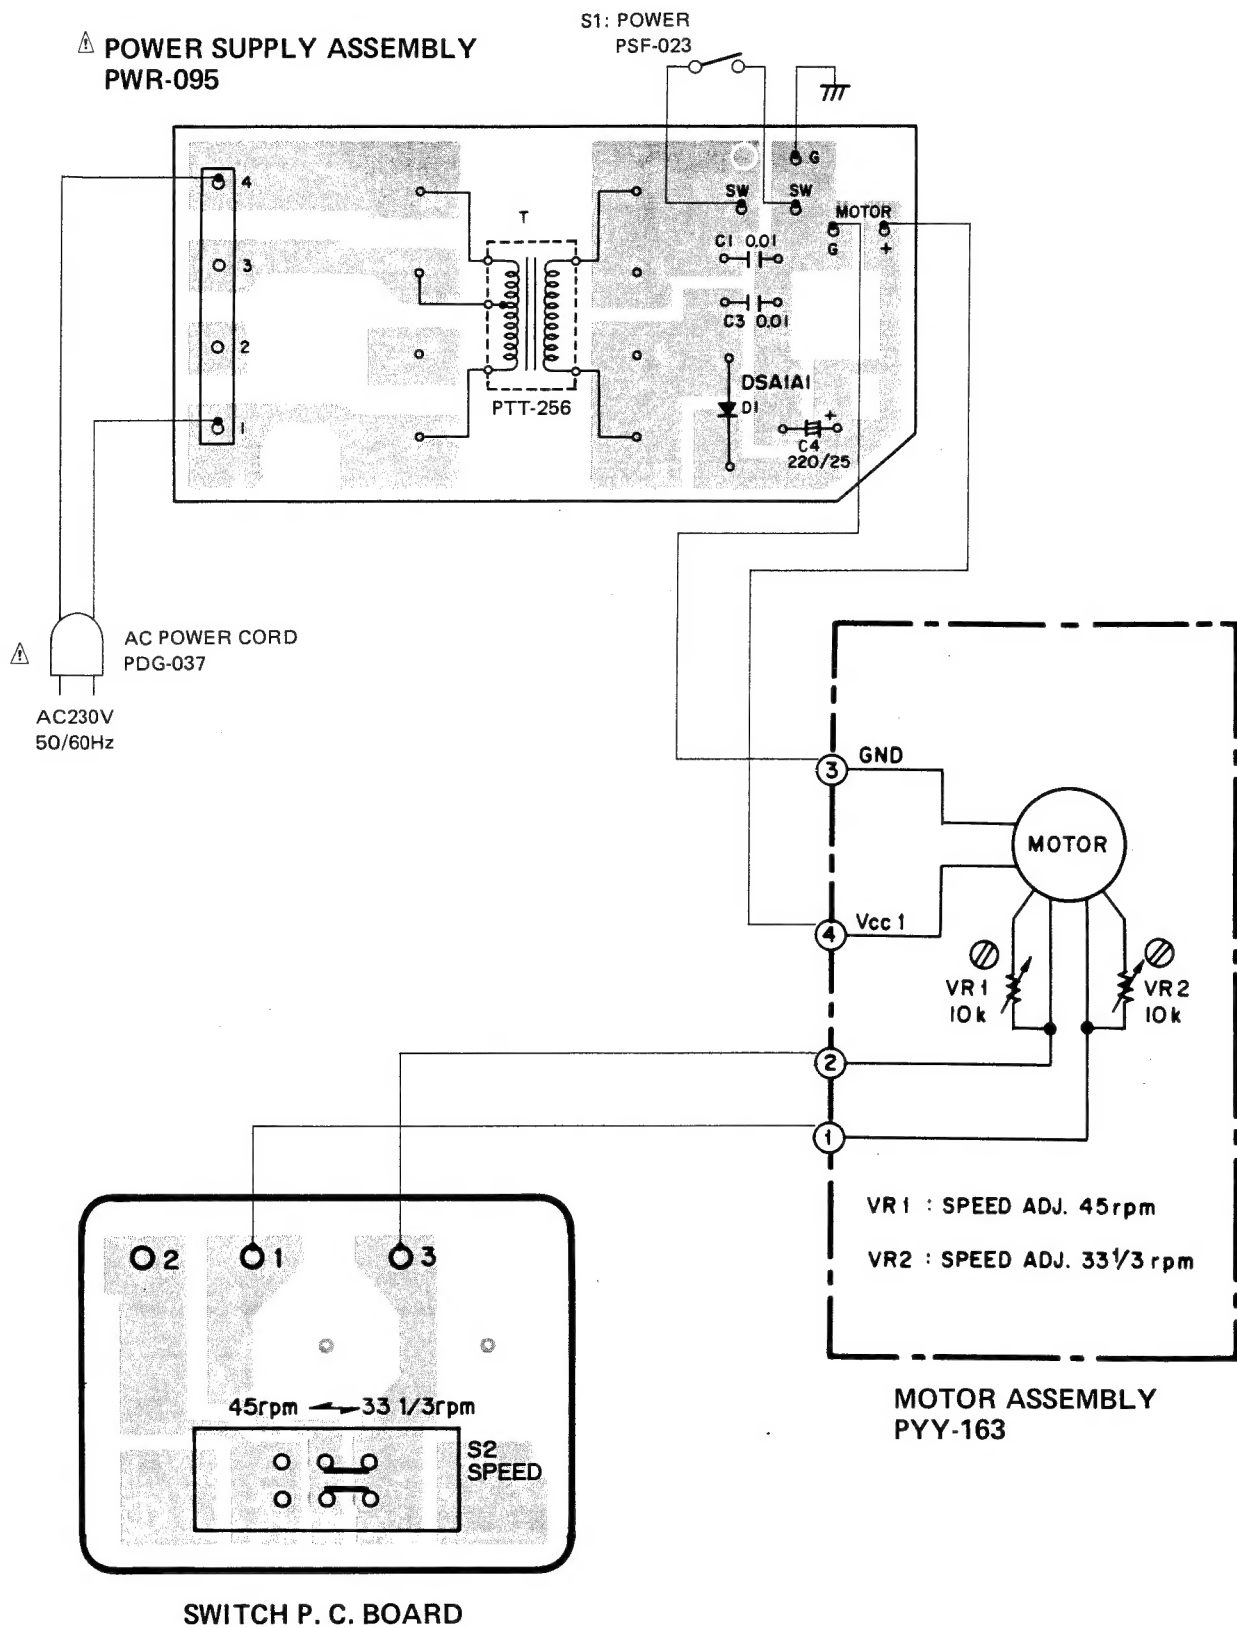 S1: POWER
PSF-023
⚠ POWER SUPPLY ASSEMBLY
PWR-095
G
4
SW
SW
T
MOTOR
G
+
C1 0.01
3
C3 0.01
2
DSA1A1
D1
PTT-256
1
+
C4
220/25
AC POWER CORD
PDG-037
AC230V
50/60Hz
3
GND
MOTOR
4
Vcc 1
VR1
10k
VR2
10k
2
1
VR1 : SPEED ADJ. 45rpm
VR2 : SPEED ADJ. 33 1/3 rpm
2
1
3
45rpm
33 1/3rpm
S2
SPEED
MOTOR ASSEMBLY
PYY-163
SWITCH P. C. BOARD